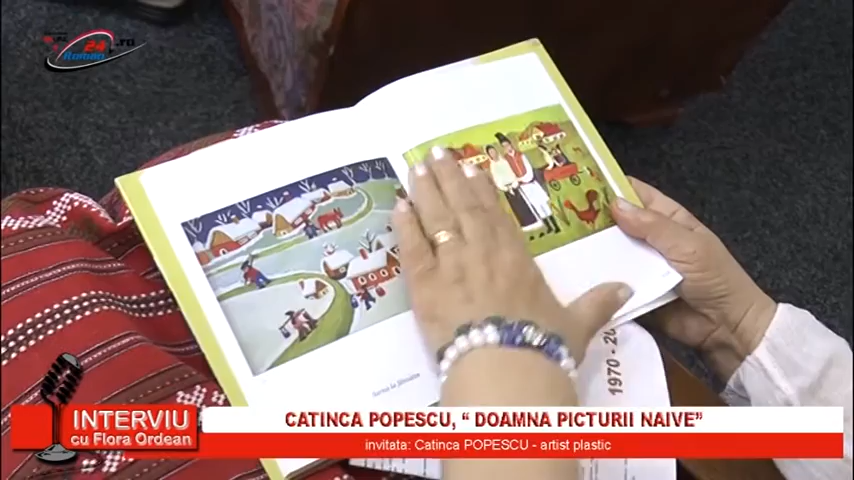 24
.ro
CATINCA POPESCU, “ DOAMNA PICTURII NAIVE”
INTERVIU
cu Flora Ordean
invitata: Catinca POPESCU - artist plastic
1970 - 20